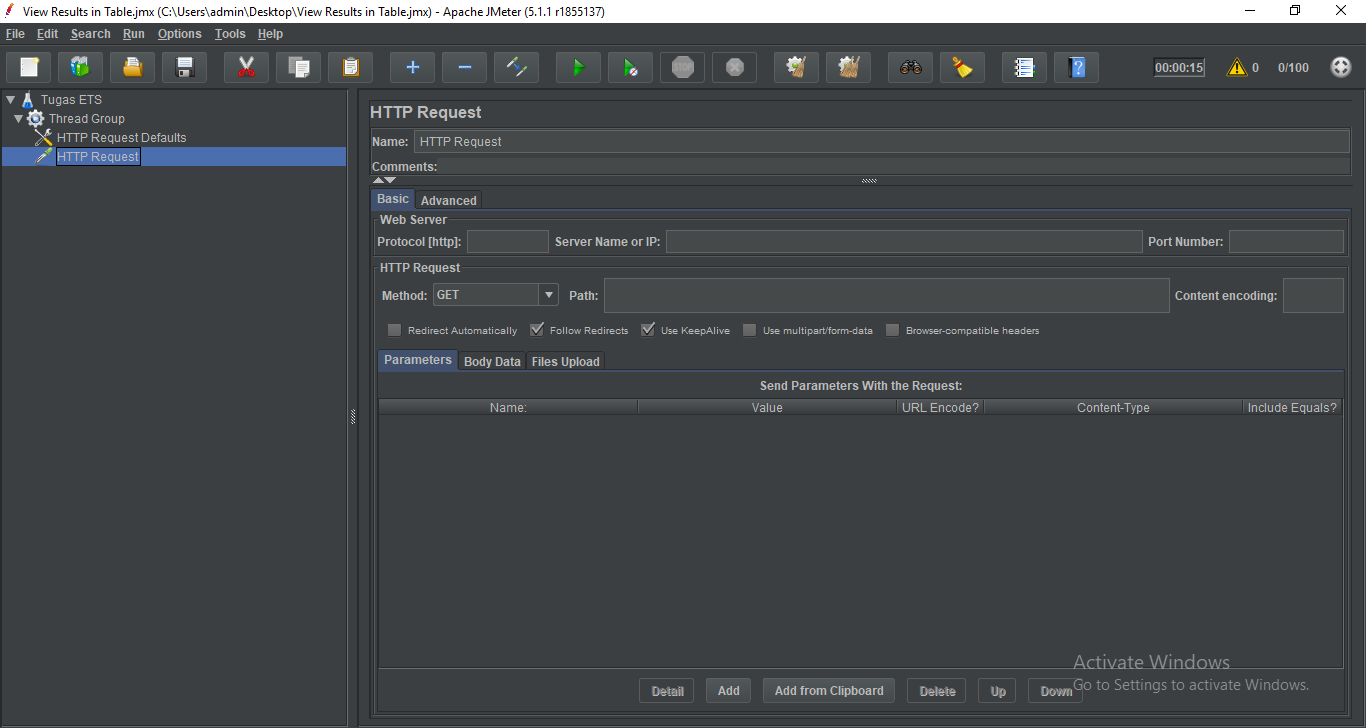 View Results in Table.jmx (C:\Users\admin\Desktop\View Results in Table.jmx) - Apache JMeter (5.1.1 r1855137)
File Edit Search Run Options Tools Help
STOP 00:00:15 0 0/100
Tugas ETS
Thread Group
HTTP Request Defaults
HTTP Request
HTTP Request
Name: HTTP Request
Comments:
Basic Advanced
Web Server
Protocol [http]: Server Name or IP: Port Number:
HTTP Request
Method: GET Path: Content encoding:
Redirect Automatically Follow Redirects Use KeepAlive Use multipart/form-data Browser-compatible headers
Parameters Body Data Files Upload
Send Parameters With the Request:
Name: Value URL Encode? Content-Type Include Equals?
Detail Add Add from Clipboard Delete Up Down
Activate Windows
Go to Settings to activate Windows.